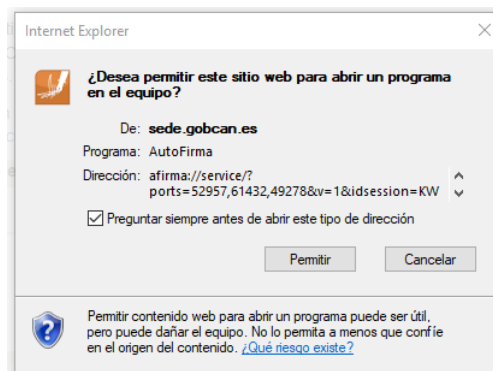 Internet Explorer
¿Desea permitir este sitio web para abrir un programa
en el equipo?
De: sede.gobcan.es
Programa: AutoFirma
Dirección: afirma://service/?
ports=52957,61432,49278&v=1&idsession=KW
Preguntar siempre antes de abrir este tipo de dirección
Permitir Cancelar
Permitir contenido web para abrir un programa puede ser útil,
pero puede dañar el equipo. No lo permita a menos que confíe
en el origen del contenido. ¿Qué riesgo existe?